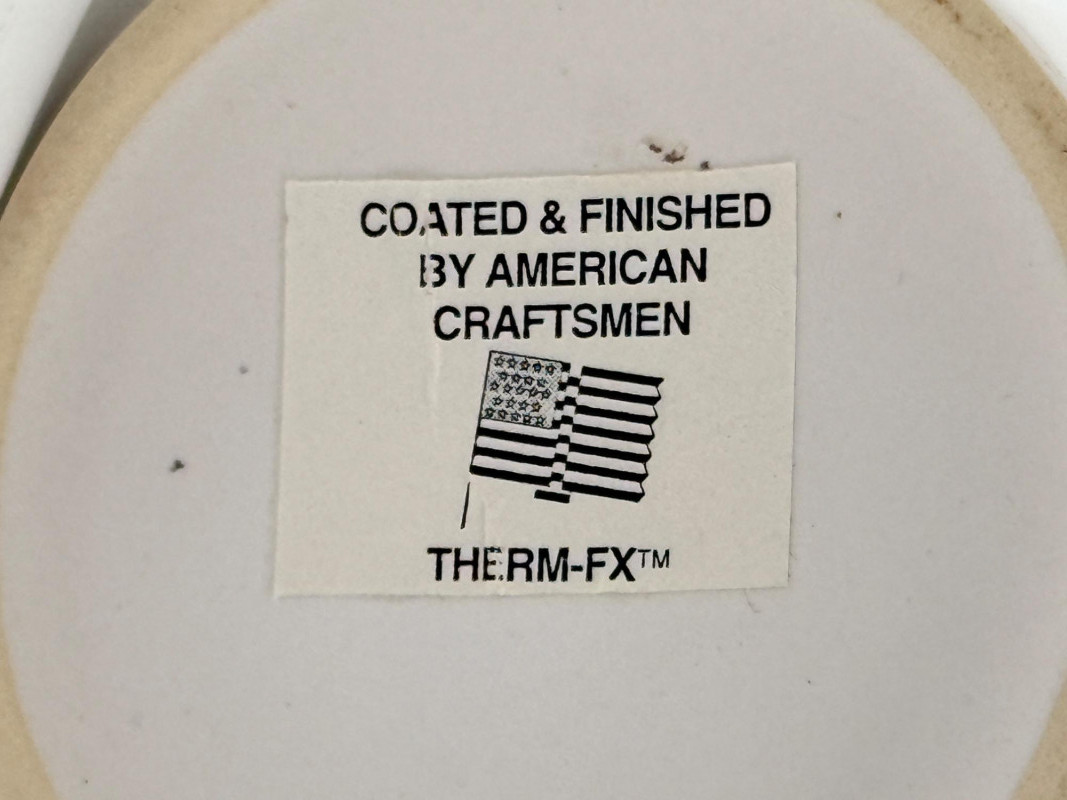 COATED & FINISHED
BY AMERICAN
CRAFTSMEN
THERM-FX™